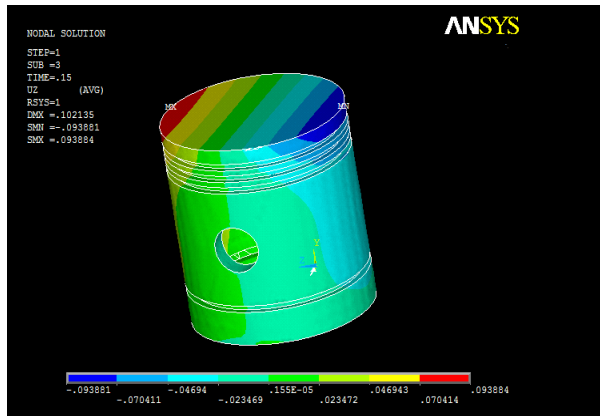 ANSYS
NODAL SOLUTION
STEP=1
SUB =3
TIME=.15
UZ (AVG)
RSYS=1
DMX =.102135
SMN =-.093881
SMX =.093884
MX
MN
Y
Z
-.093881 -.04694 .155E-05 .046943 .093884
-.070411 -.023469 .023472 .070414